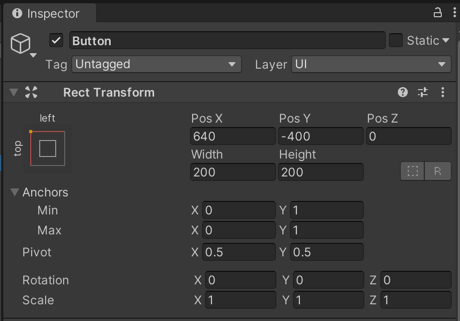 Inspector
Button
Static
Tag Untagged Layer UI
Rect Transform
left
top
Pos X Pos Y Pos Z
640 -400 0
Width Height
200 200 R
Anchors
Min X 0 Y 1
Max X 0 Y 1
Pivot X 0.5 Y 0.5
Rotation X 0 Y 0 Z 0
Scale X 1 Y 1 Z 1